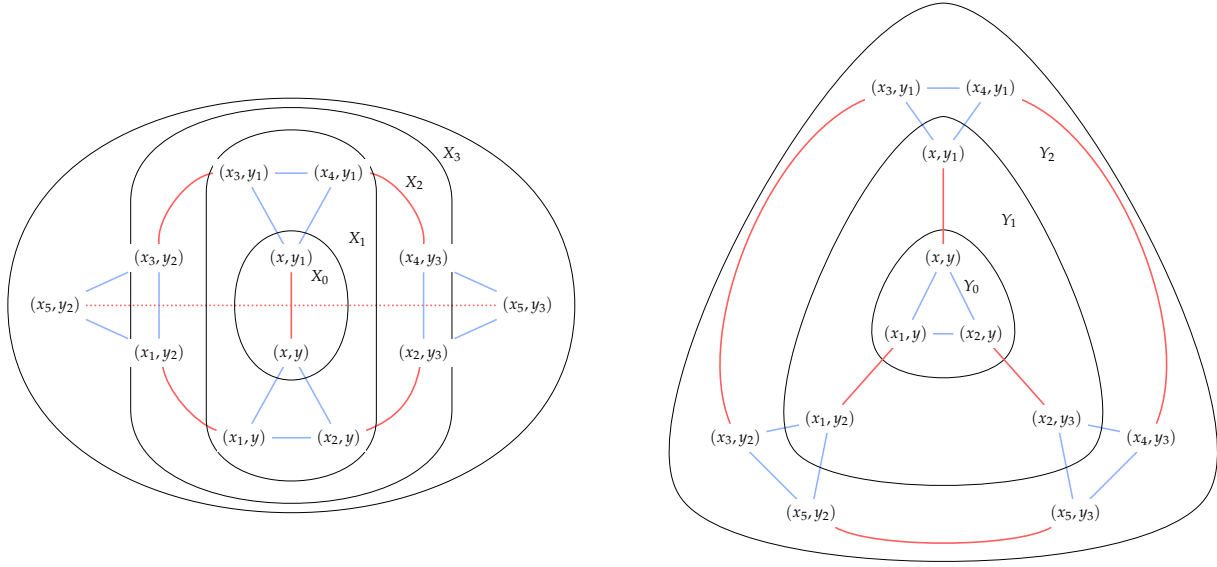 X₃
(x₃, y₁) (x₄, y₁)
X₂
X₁
(x₃, y₂) (x, y₁) (x₄, y₃)
X₀
(x₅, y₂) (x₅, y₃)
(x₁, y₂) (x, y) (x₂, y₃)
(x₁, y) (x₂, y)
(x₃, y₁) (x₄, y₁)
(x, y₁) Y₂
Y₁
(x, y)
Y₀
(x₁, y) (x₂, y)
(x₁, y₂) (x₂, y₃)
(x₃, y₂) (x₄, y₃)
(x₅, y₂) (x₅, y₃)